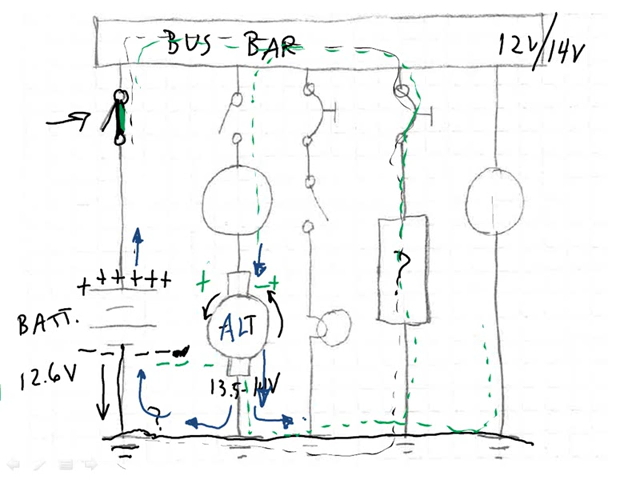 BUS - BAR 12V/14V
BATT.
ALT
12.6V
13.5-14V
?
?